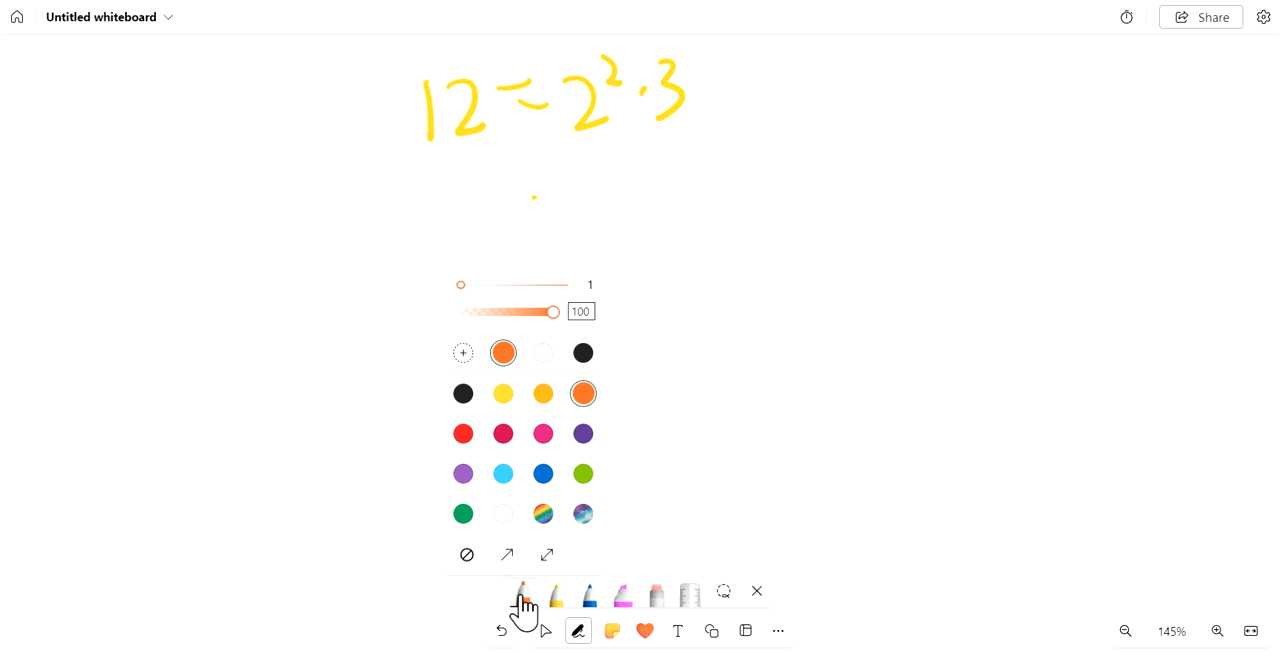 Untitled whiteboard
Share
12 = 2² · 3
1
100
145%